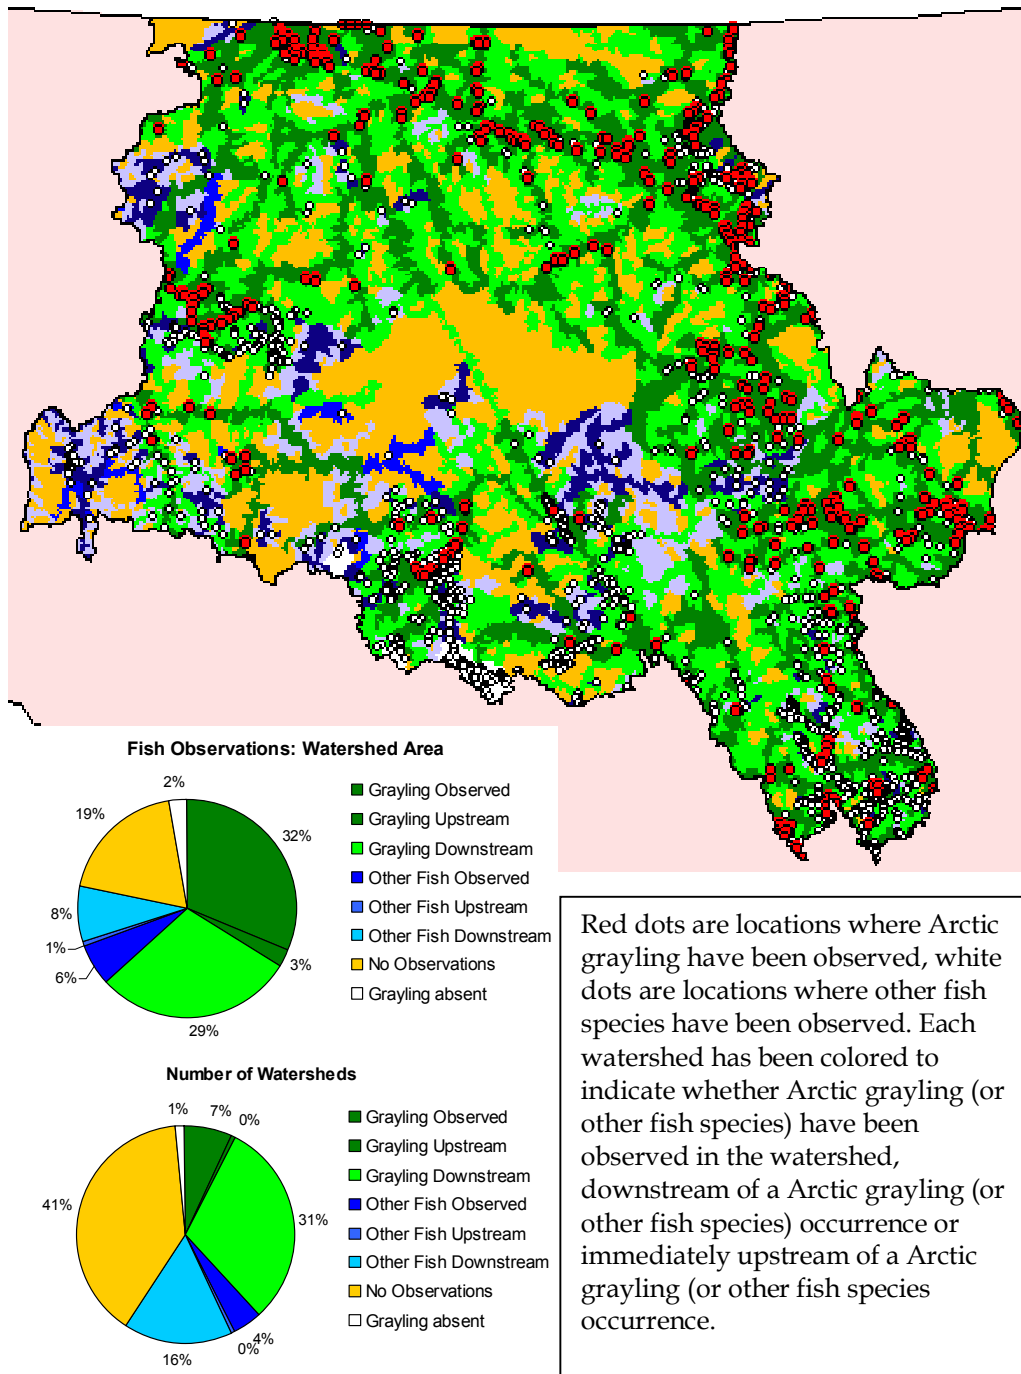 Fish Observations: Watershed Area
2%
19%
32%
8%
1%
6%
3%
29%
Grayling Observed
Grayling Upstream
Grayling Downstream
Other Fish Observed
Other Fish Upstream
Other Fish Downstream
No Observations
Grayling absent
Number of Watersheds
1%
7%
0%
41%
31%
4%
0%
16%
Grayling Observed
Grayling Upstream
Grayling Downstream
Other Fish Observed
Other Fish Upstream
Other Fish Downstream
No Observations
Grayling absent
Red dots are locations where Arctic
grayling have been observed, white
dots are locations where other fish
species have been observed. Each
watershed has been colored to
indicate whether Arctic grayling (or
other fish species) have been
observed in the watershed,
downstream of a Arctic grayling (or
other fish species) occurrence or
immediately upstream of a Arctic
grayling (or other fish species
occurrence.